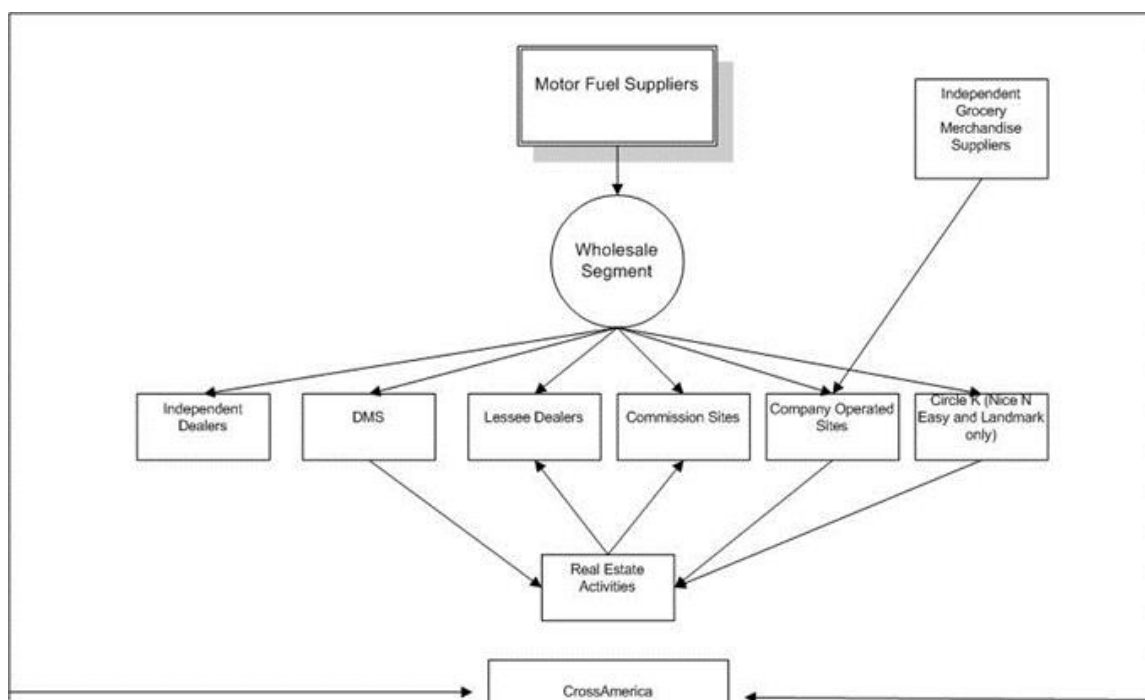 Motor Fuel Suppliers
Independent
Grocery
Merchandise
Suppliers
Wholesale
Segment
Independent
Dealers
DMS
Lessee Dealers
Commission Sites
Company Operated
Sites
Circle K (Nice N
Easy and Landmark
only)
Real Estate
Activities
CrossAmerica